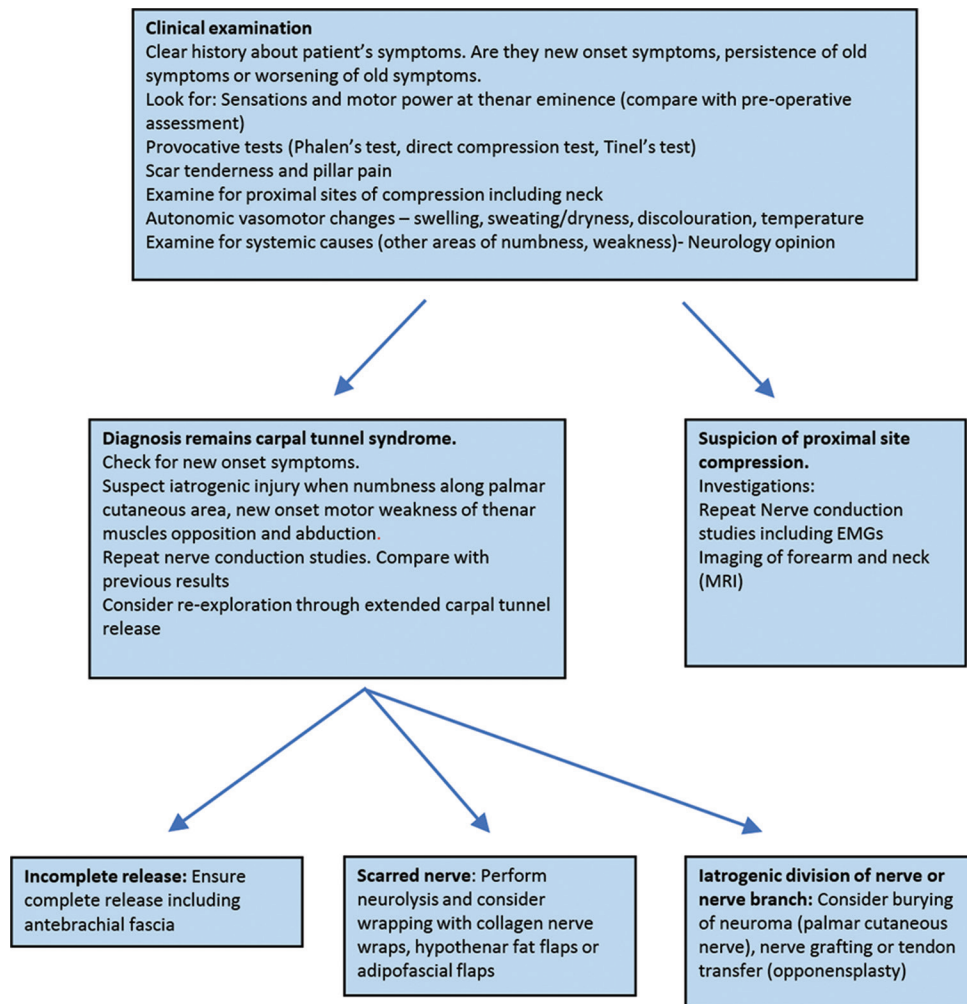 Clinical examination
Clear history about patient's symptoms. Are they new onset symptoms, persistence of old
symptoms or worsening of old symptoms.
Look for: Sensations and motor power at thenar eminence (compare with pre-operative
assessment)
Provocative tests (Phalen's test, direct compression test, Tinel's test)
Scar tenderness and pillar pain
Examine for proximal sites of compression including neck
Autonomic vasomotor changes – swelling, sweating/dryness, discolouration, temperature
Examine for systemic causes (other areas of numbness, weakness)- Neurology opinion
Diagnosis remains carpal tunnel syndrome.
Check for new onset symptoms.
Suspect iatrogenic injury when numbness along palmar
cutaneous area, new onset motor weakness of thenar
muscles opposition and abduction.
Repeat nerve conduction studies. Compare with
previous results
Consider re-exploration through extended carpal tunnel
release
Suspicion of proximal site
compression.
Investigations:
Repeat Nerve conduction
studies including EMGs
Imaging of forearm and neck
(MRI)
Incomplete release: Ensure
complete release including
antebrachial fascia
Scarred nerve: Perform
neurolysis and consider
wrapping with collagen nerve
wraps, hypothenar fat flaps or
adipofascial flaps
Iatrogenic division of nerve or
nerve branch: Consider burying
of neuroma (palmar cutaneous
nerve), nerve grafting or tendon
transfer (opponensplasty)